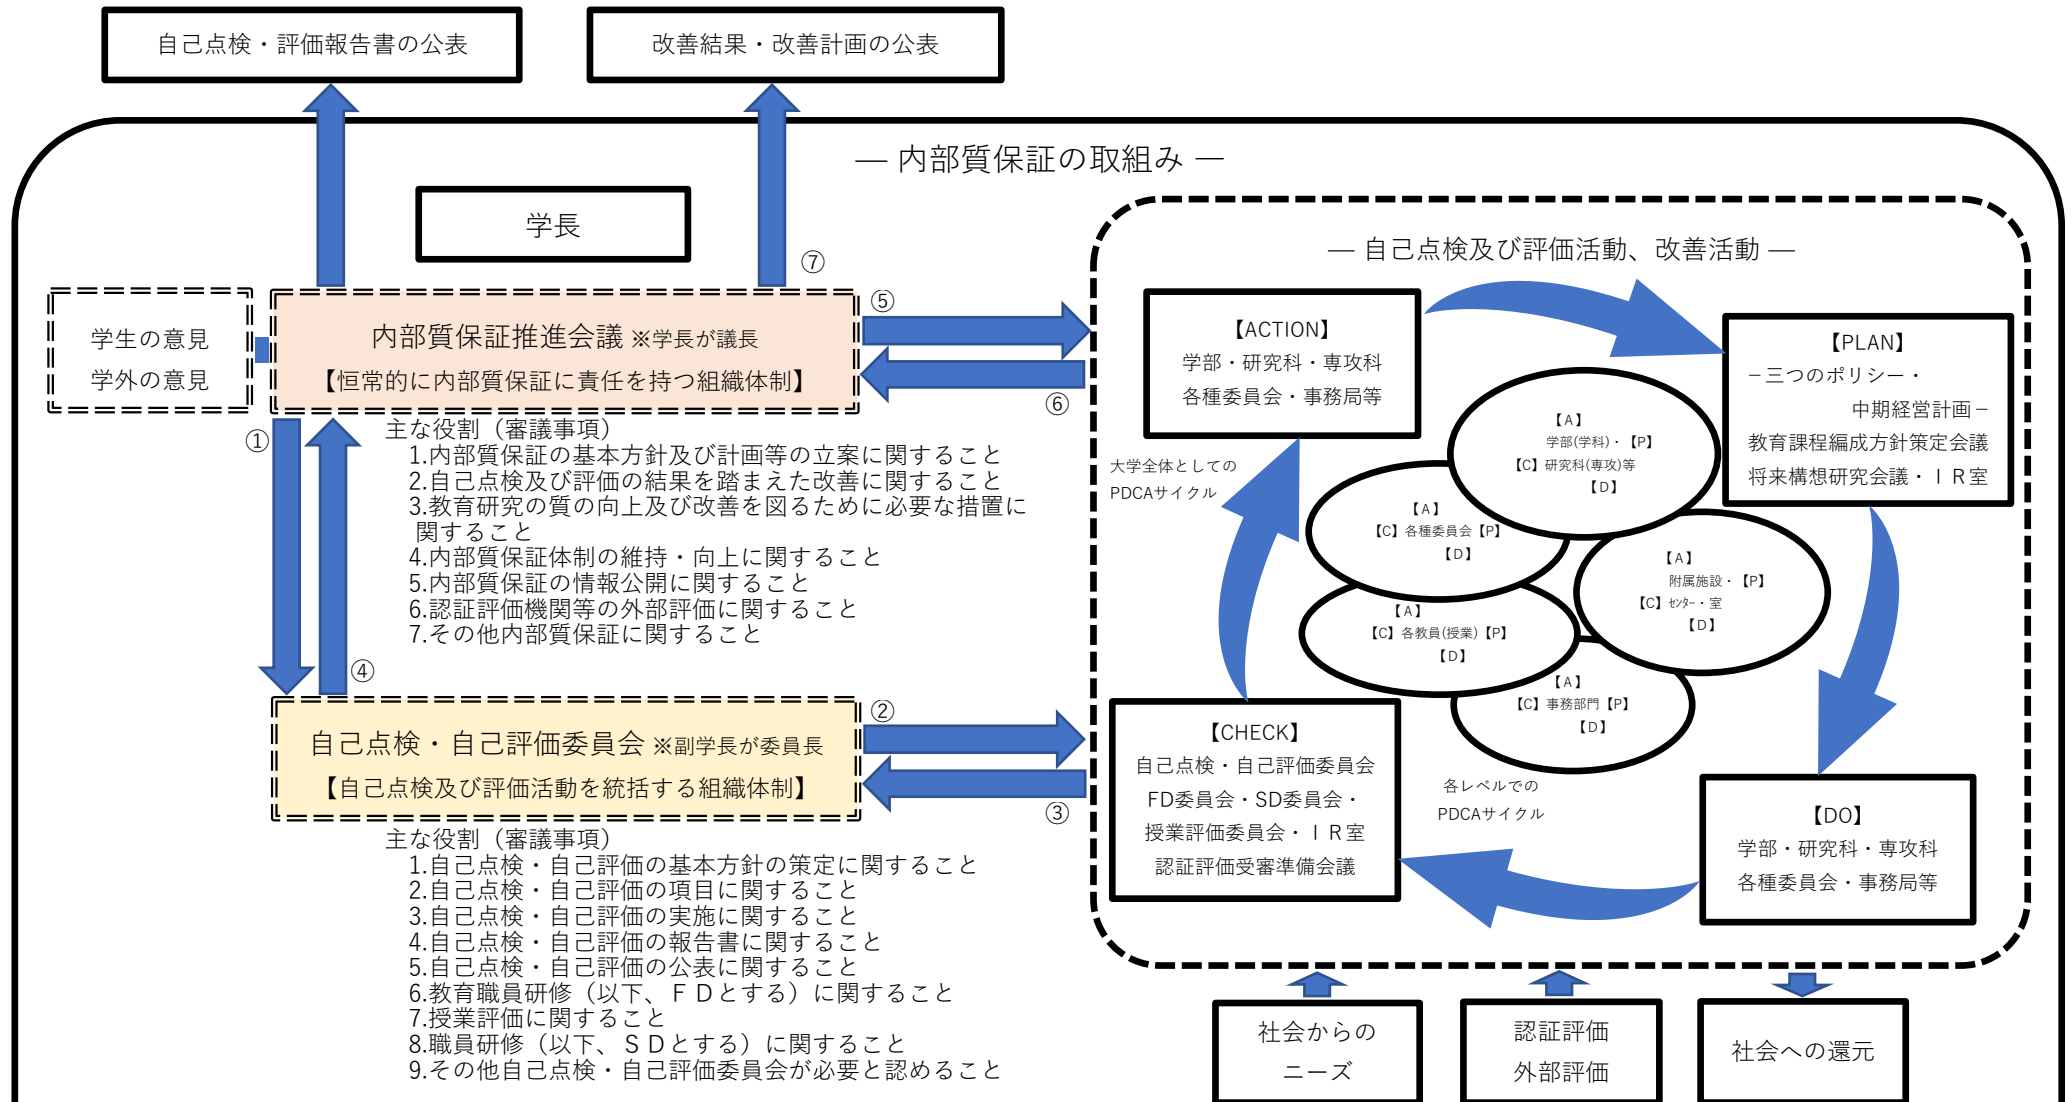 自己点検・評価報告書の公表
改善結果・改善計画の公表
― 内部質保証の取組み ―
学長
⑦
学生の意見
学外の意見
内部質保証推進会議 ※学長が議長
【恒常的に内部質保証に責任を持つ組織体制】
⑤
⑥
①
④
主な役割（審議事項）
1.内部質保証の基本方針及び計画等の立案に関すること
2.自己点検及び評価の結果を踏まえた改善に関すること
3.教育研究の質の向上及び改善を図るために必要な措置に
関すること
4.内部質保証体制の維持・向上に関すること
5.内部質保証の情報公開に関すること
6.認証評価機関等の外部評価に関すること
7.その他内部質保証に関すること
自己点検・自己評価委員会 ※副学長が委員長
【自己点検及び評価活動を統括する組織体制】
②
③
主な役割（審議事項）
1.自己点検・自己評価の基本方針の策定に関すること
2.自己点検・自己評価の項目に関すること
3.自己点検・自己評価の実施に関すること
4.自己点検・自己評価の報告書に関すること
5.自己点検・自己評価の公表に関すること
6.教育職員研修（以下、ＦＤとする）に関すること
7.授業評価に関すること
8.職員研修（以下、ＳＤとする）に関すること
9.その他自己点検・自己評価委員会が必要と認めること
― 自己点検及び評価活動、改善活動 ―
【ACTION】
学部・研究科・専攻科
各種委員会・事務局等
【PLAN】
－三つのポリシー・
中期経営計画－
教育課程編成方針策定会議
将来構想研究会議・ＩＲ室
大学全体としての
PDCAサイクル
【A】
学部(学科)・【P】
【C】研究科(専攻)等
【D】
【A】
【C】各種委員会【P】
【D】
【A】
附属施設・【P】
【C】ｾﾝﾀｰ・室
【D】
【A】
【C】各教員(授業)【P】
【D】
【A】
【C】事務部門【P】
【D】
各レベルでの
PDCAサイクル
【CHECK】
自己点検・自己評価委員会
FD委員会・SD委員会・
授業評価委員会・ＩＲ室
認証評価受審準備会議
【DO】
学部・研究科・専攻科
各種委員会・事務局等
社会からの
ニーズ
認証評価
外部評価
社会への還元